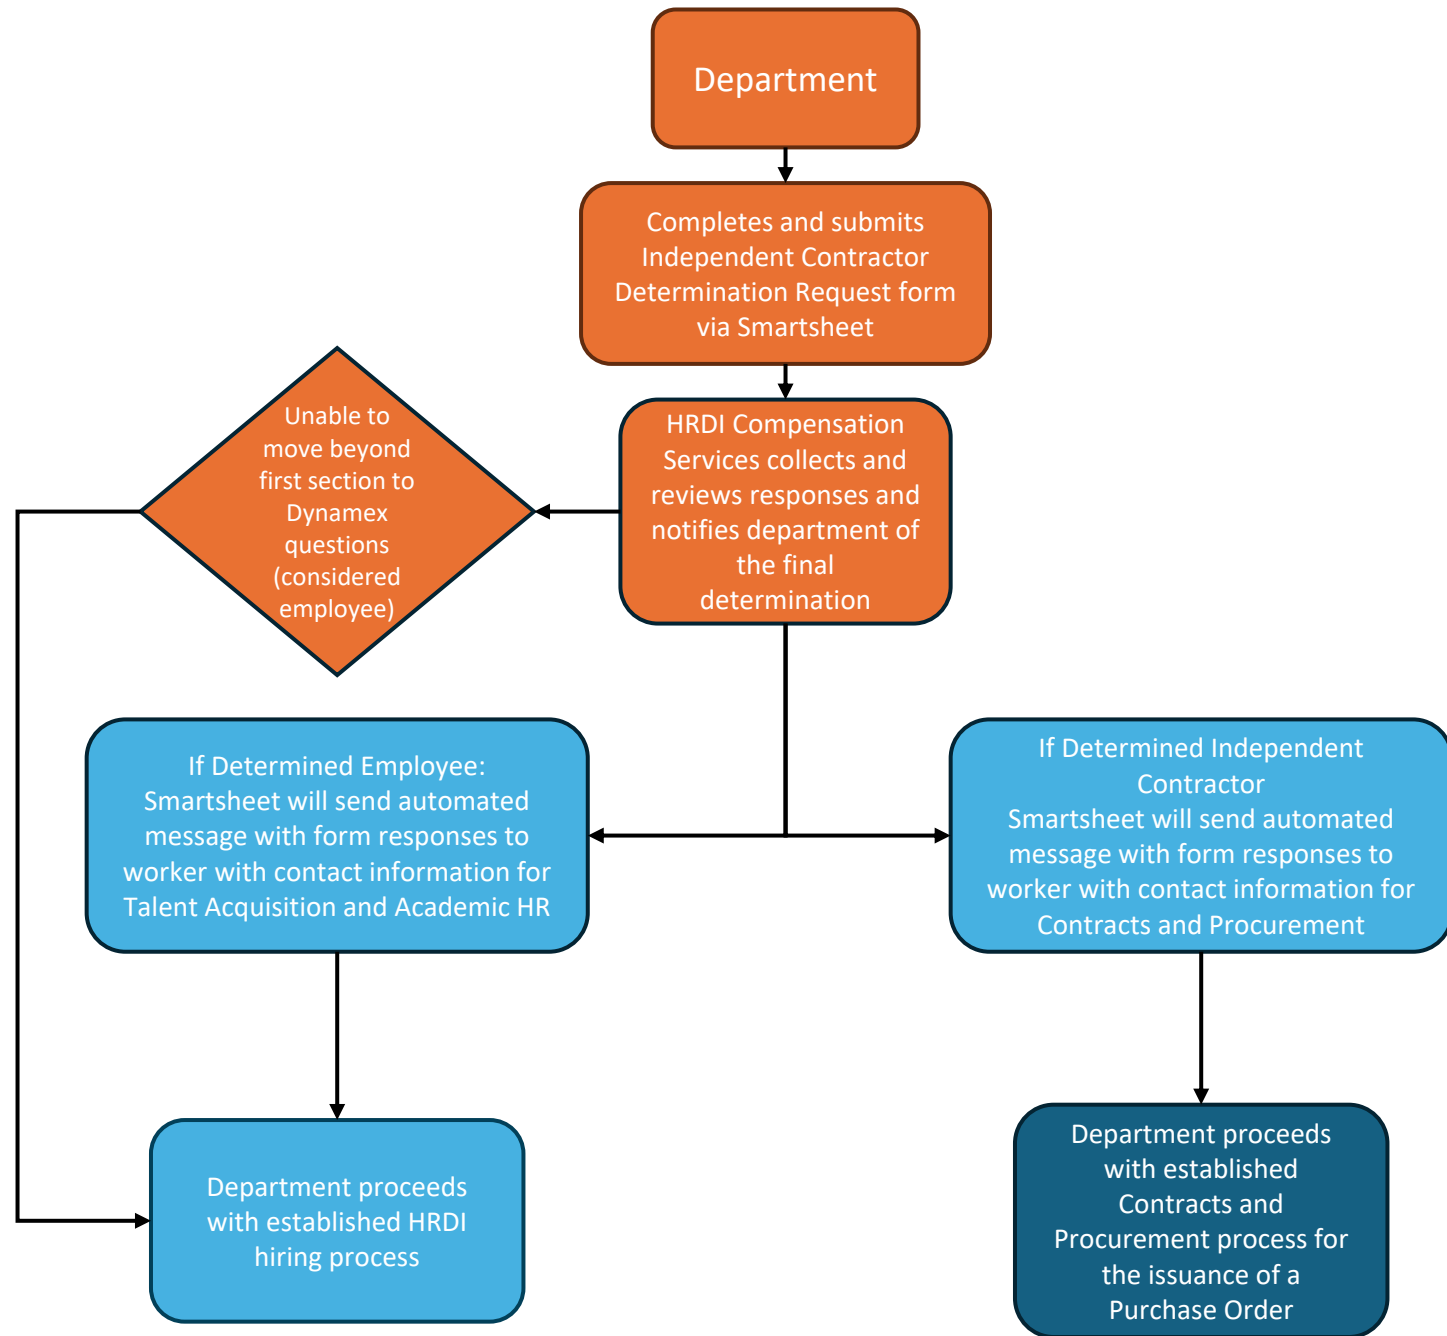 Department
Completes and submits
Independent Contractor
Determination Request form
via Smartsheet
HRDI Compensation
Services collects and
reviews responses and
notifies department of
the final
determination
Unable to
move beyond
first section to
Dynamex
questions
(considered
employee)
If Determined Employee:
Smartsheet will send automated
message with form responses to
worker with contact information for
Talent Acquisition and Academic HR
If Determined Independent
Contractor
Smartsheet will send automated
message with form responses to
worker with contact information for
Contracts and Procurement
Department proceeds
with established HRDI
hiring process
Department proceeds
with established
Contracts and
Procurement process for
the issuance of a
Purchase Order